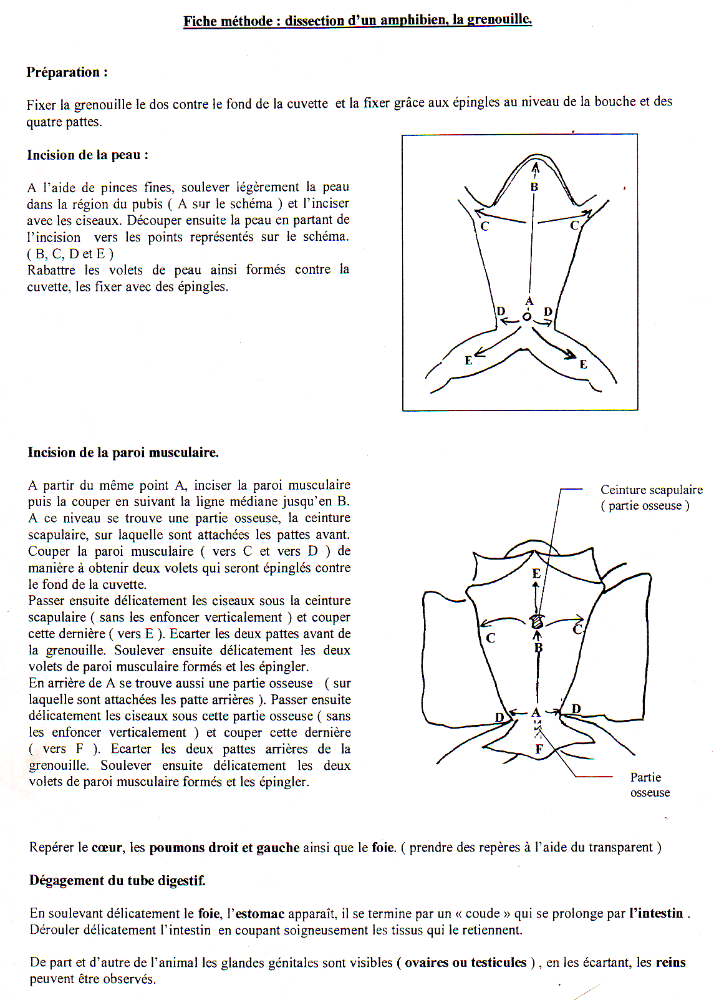 Fiche méthode : dissection d'un amphibien, la grenouille.
Préparation :
Fixer la grenouille le dos contre le fond de la cuvette et la fixer grâce aux épingles au niveau de la bouche et des
quatre pattes.
Incision de la peau :
A l'aide de pinces fines, soulever légèrement la peau
dans la région du pubis ( A sur le schéma ) et l'inciser
avec les ciseaux. Découper ensuite la peau en partant de
l'incision vers les points représentés sur le schéma.
( B, C, D et E )
Rabattre les volets de peau ainsi formés contre la
cuvette, les fixer avec des épingles.
B
C
C
A
D
D
E
E
Incision de la paroi musculaire.
A partir du même point A, inciser la paroi musculaire
puis la couper en suivant la ligne médiane jusqu'en B.
A ce niveau se trouve une partie osseuse, la ceinture
scapulaire, sur laquelle sont attachées les pattes avant.
Couper la paroi musculaire ( vers C et vers D ) de
manière à obtenir deux volets qui seront épinglés contre
le fond de la cuvette.
Passer ensuite délicatement les ciseaux sous la ceinture
scapulaire ( sans les enfoncer verticalement ) et couper
cette dernière ( vers E ). Ecarter les deux pattes avant de
la grenouille. Soulever ensuite délicatement les deux
volets de paroi musculaire formés et les épingler.
En arrière de A se trouve aussi une partie osseuse ( sur
laquelle sont attachées les patte arrières ). Passer ensuite
délicatement les ciseaux sous cette partie osseuse ( sans
les enfoncer verticalement ) et couper cette dernière
( vers F ). Ecarter les deux pattes arrières de la
grenouille. Soulever ensuite délicatement les deux
volets de paroi musculaire formés et les épingler.
Ceinture scapulaire
( partie osseuse )
E
C
C
B
D
A
D
F
Partie
osseuse
Repérer le cœur, les poumons droit et gauche ainsi que le foie. ( prendre des repères à l'aide du transparent )
Dégagement du tube digestif.
En soulevant délicatement le foie, l'estomac apparaît, il se termine par un « coude » qui se prolonge par l'intestin .
Dérouler délicatement l'intestin en coupant soigneusement les tissus qui le retiennent.
De part et d'autre de l'animal les glandes génitales sont visibles ( ovaires ou testicules ) , en les écartant, les reins
peuvent être observés.